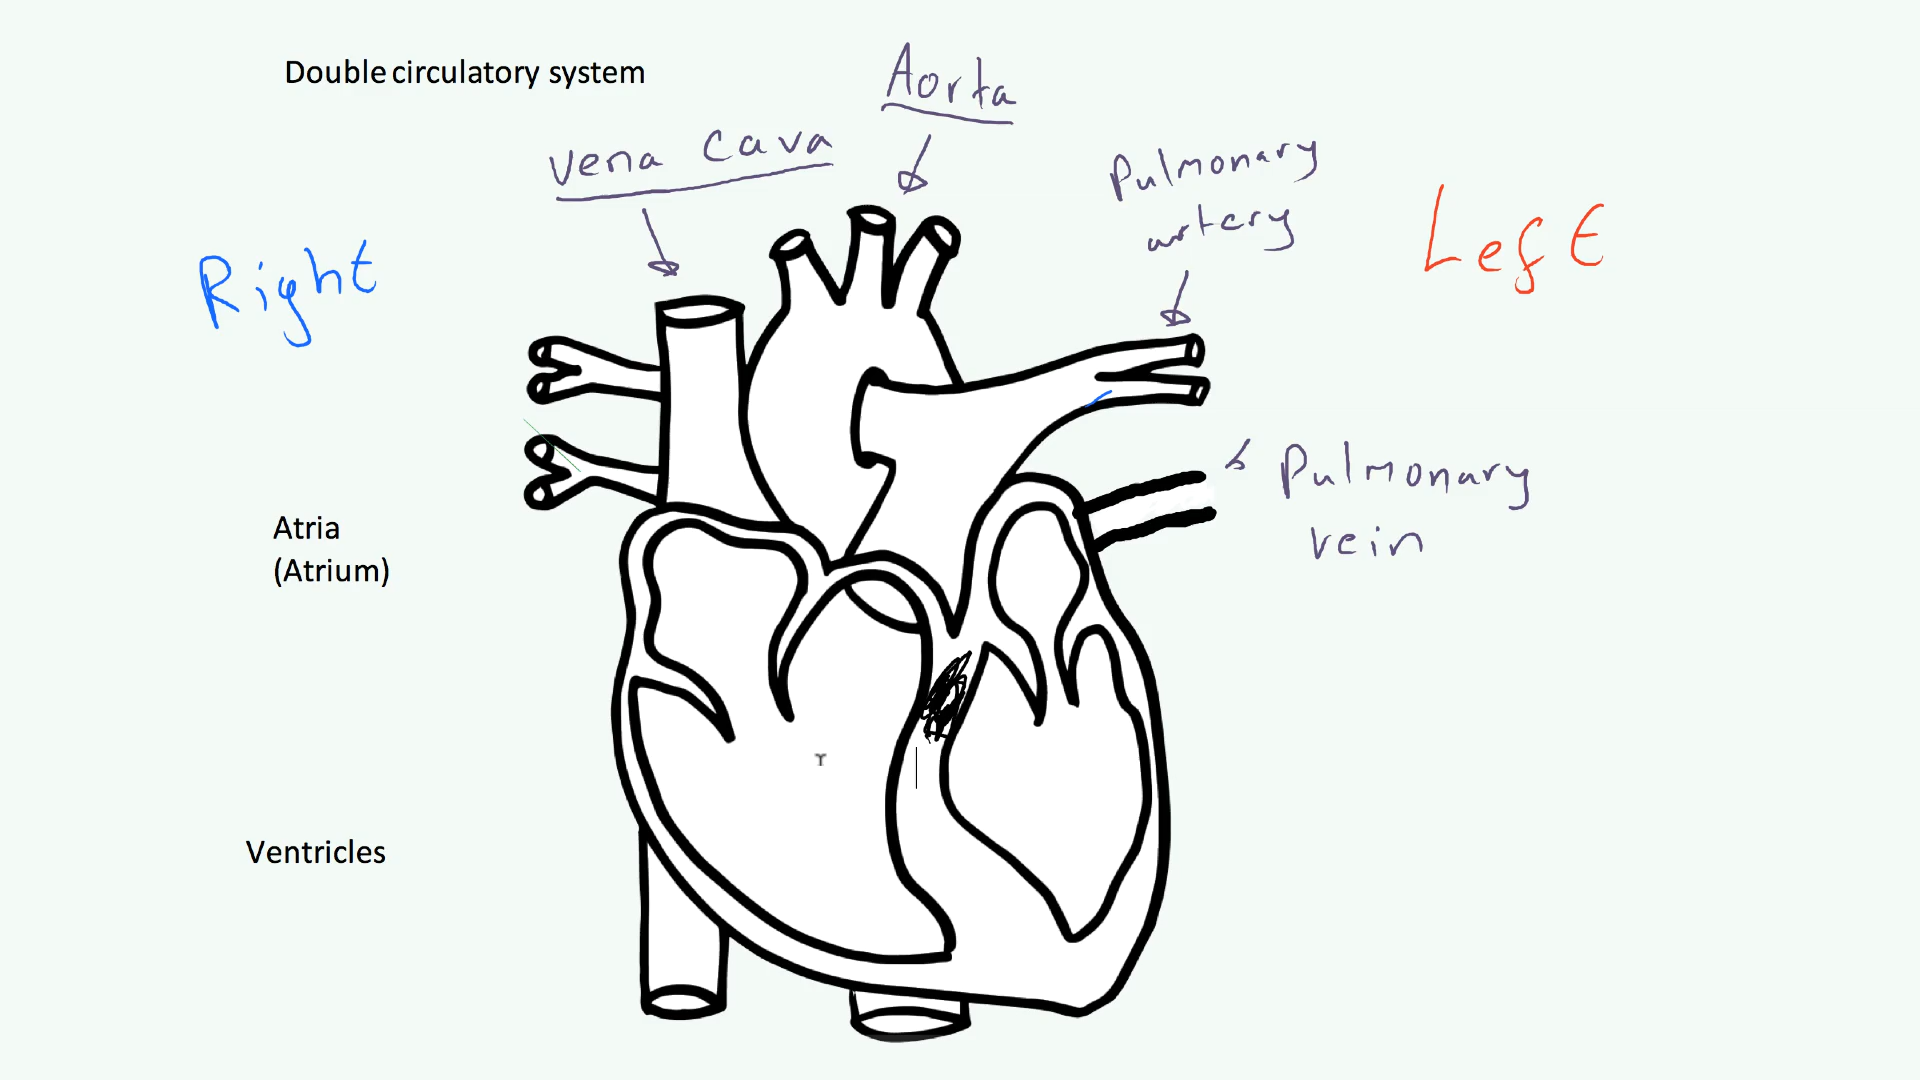 Double circulatory system
Aorta
Vena Cava
Pulmonary
artery
Right
Left
Pulmonary
vein
Atria
(Atrium)
Ventricles